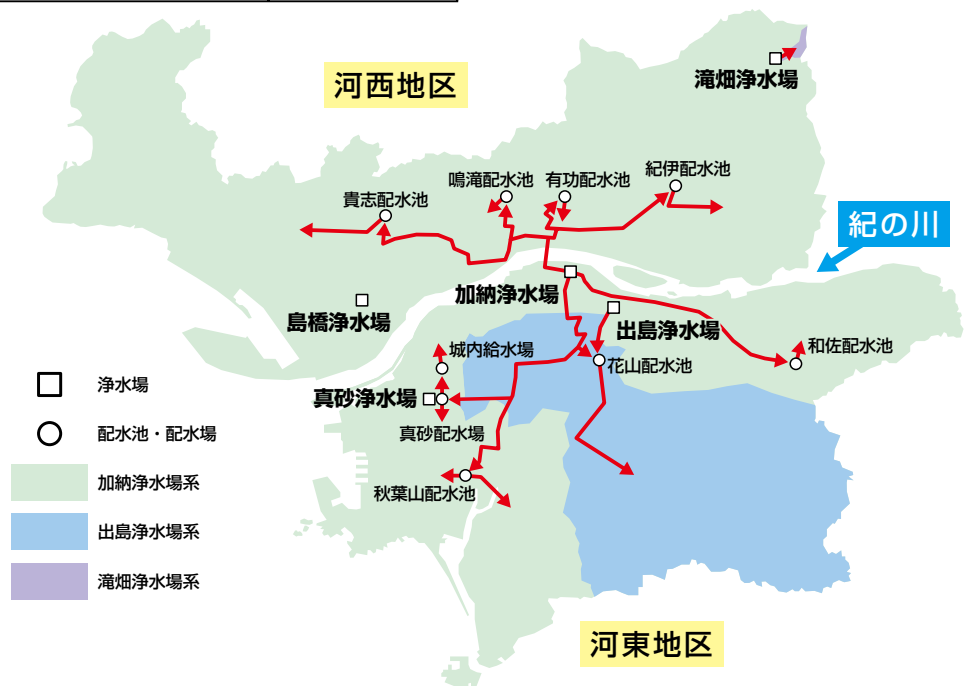 河西地区
滝畑浄水場
鳴滝配水池
有功配水池
紀伊配水池
貴志配水池
紀の川
加納浄水場
島橋浄水場
出島浄水場
城内給水場
花山配水池
和佐配水池
真砂浄水場
真砂配水場
秋葉山配水池
浄水場
配水池・配水場
加納浄水場系
出島浄水場系
滝畑浄水場系
河東地区